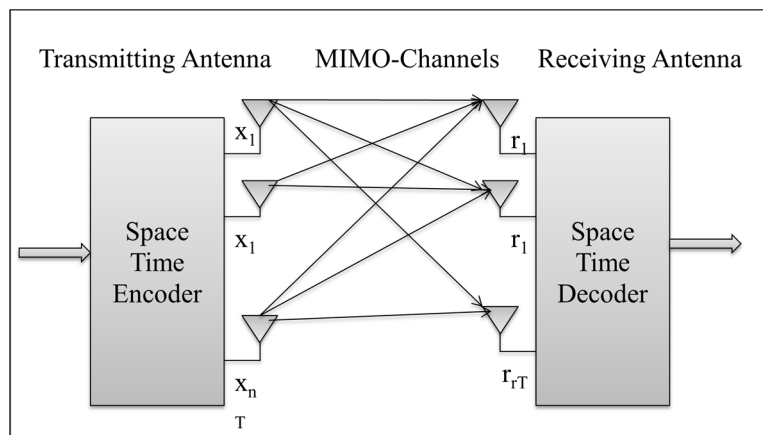 Transmitting Antenna MIMO-Channels Receiving Antenna
x1 r1
x1 r1
Space
Time
Encoder
Space
Time
Decoder
xn
T
rrT